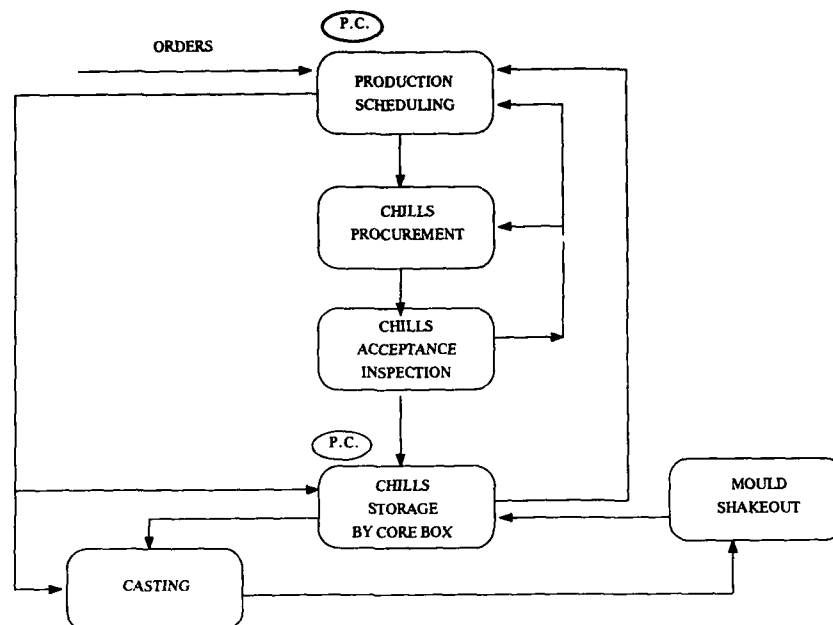 P.C.
ORDERS
PRODUCTION
SCHEDULING
CHILLS
PROCUREMENT
CHILLS
ACCEPTANCE
INSPECTION
P.C.
CHILLS
STORAGE
BY CORE BOX
MOULD
SHAKEOUT
CASTING